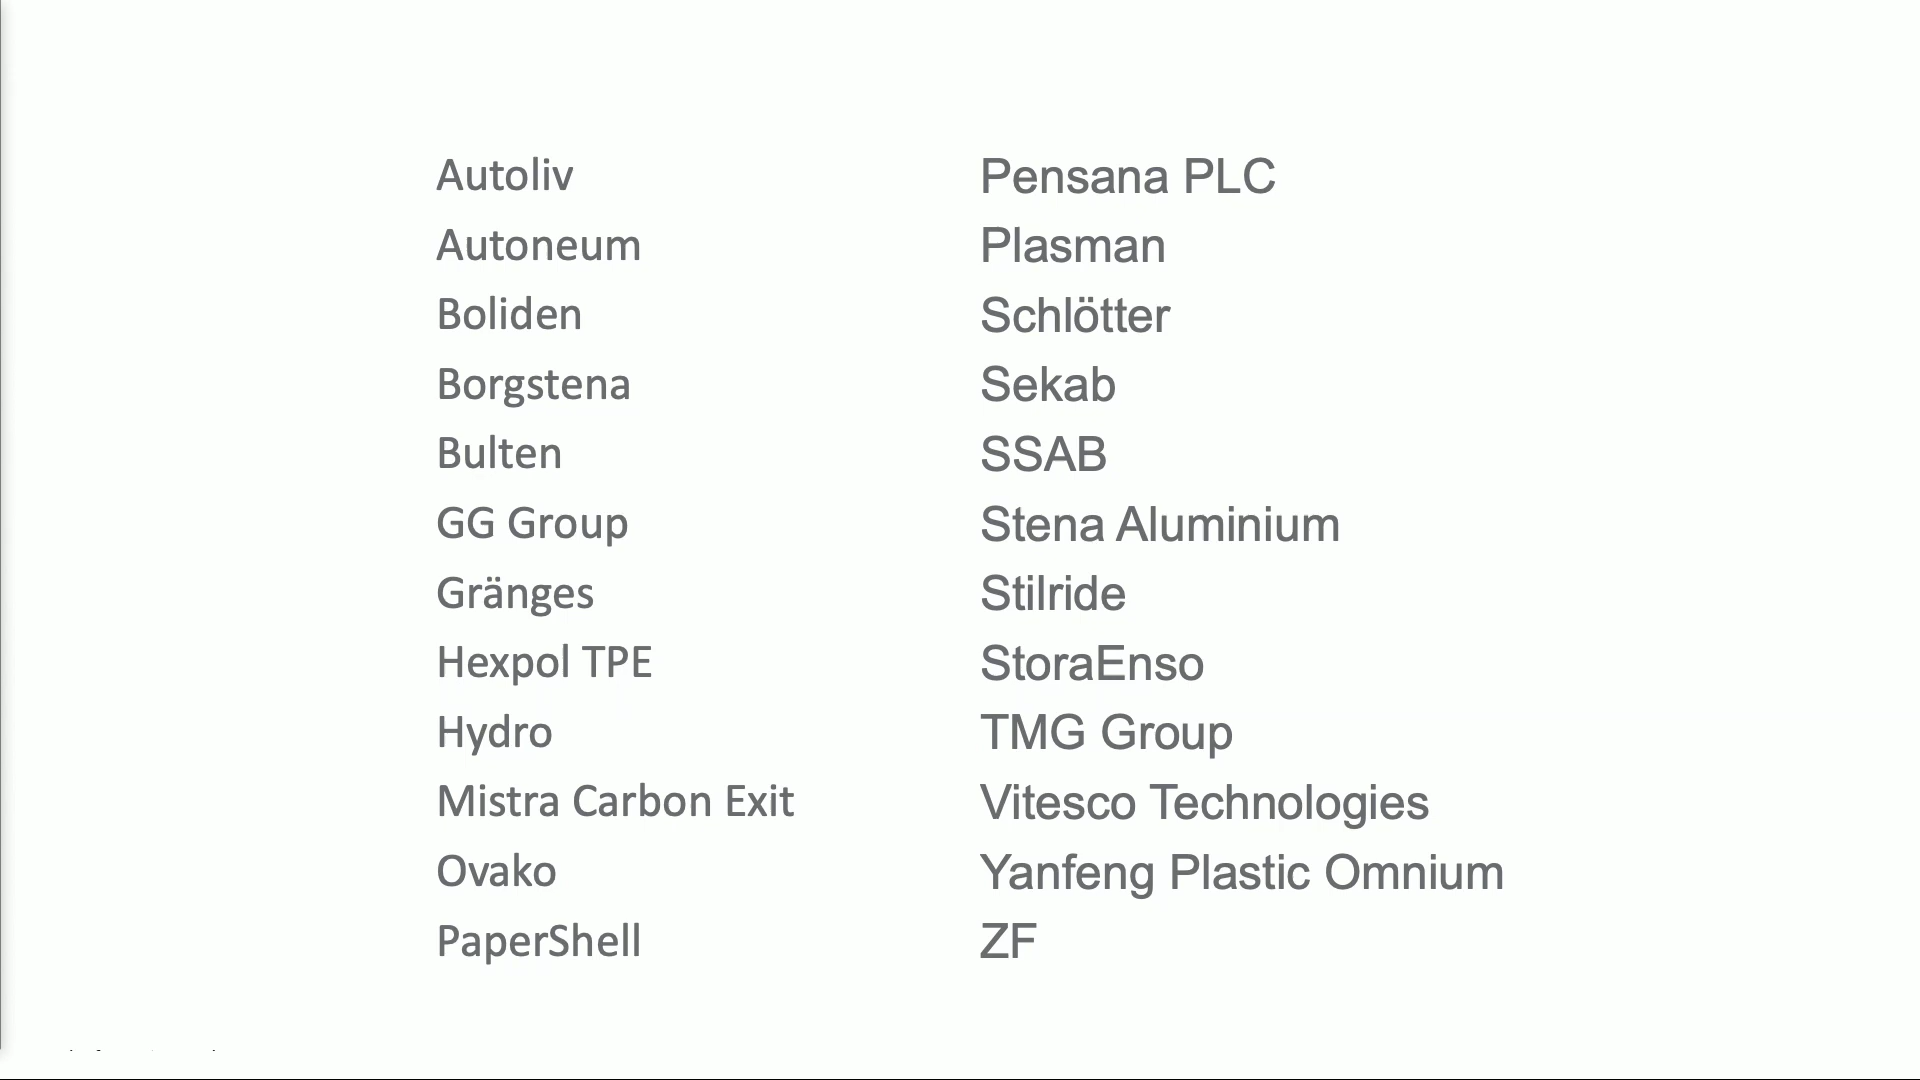 Autoliv
Autoneum
Boliden
Borgstena
Bulten
GG Group
Gränges
Hexpol TPE
Hydro
Mistra Carbon Exit
Ovako
PaperShell
Pensana PLC
Plasman
Schlötter
Sekab
SSAB
Stena Aluminium
Stilride
StoraEnso
TMG Group
Vitesco Technologies
Yanfeng Plastic Omnium
ZF